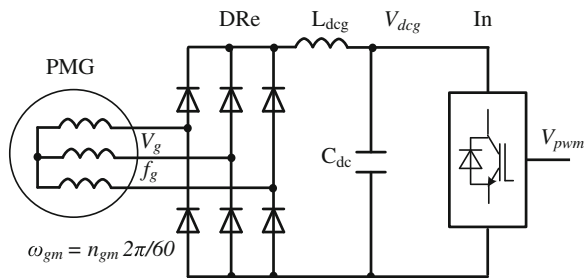 DRe
L_dcg
V_dcg
In
PMG
V_g
f_g
C_dc
V_pwm
ω_gm = n_gm 2π/60